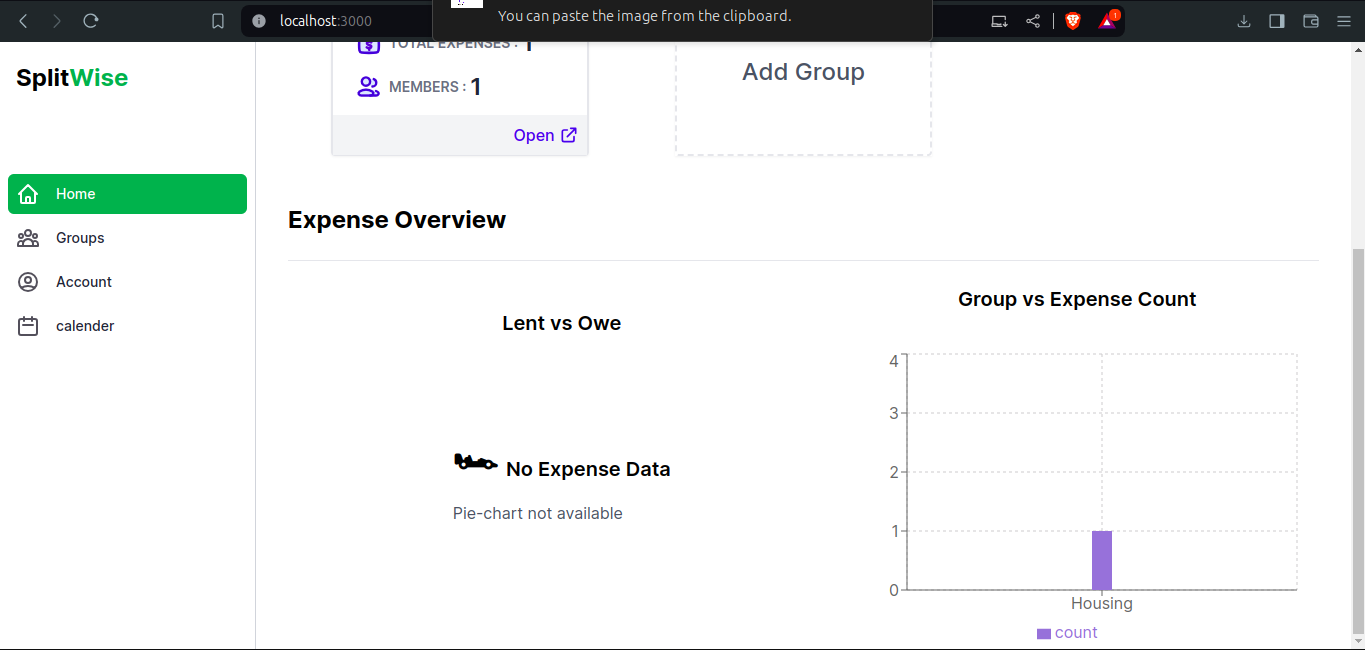 localhost:3000
You can paste the image from the clipboard.
1
SplitWise
Home
Groups
Account
calender
TOTAL EXPENSES : 1
MEMBERS : 1
Open
Add Group
Expense Overview
Lent vs Owe
No Expense Data
Pie-chart not available
Group vs Expense Count
4
3
2
1
0
Housing
count